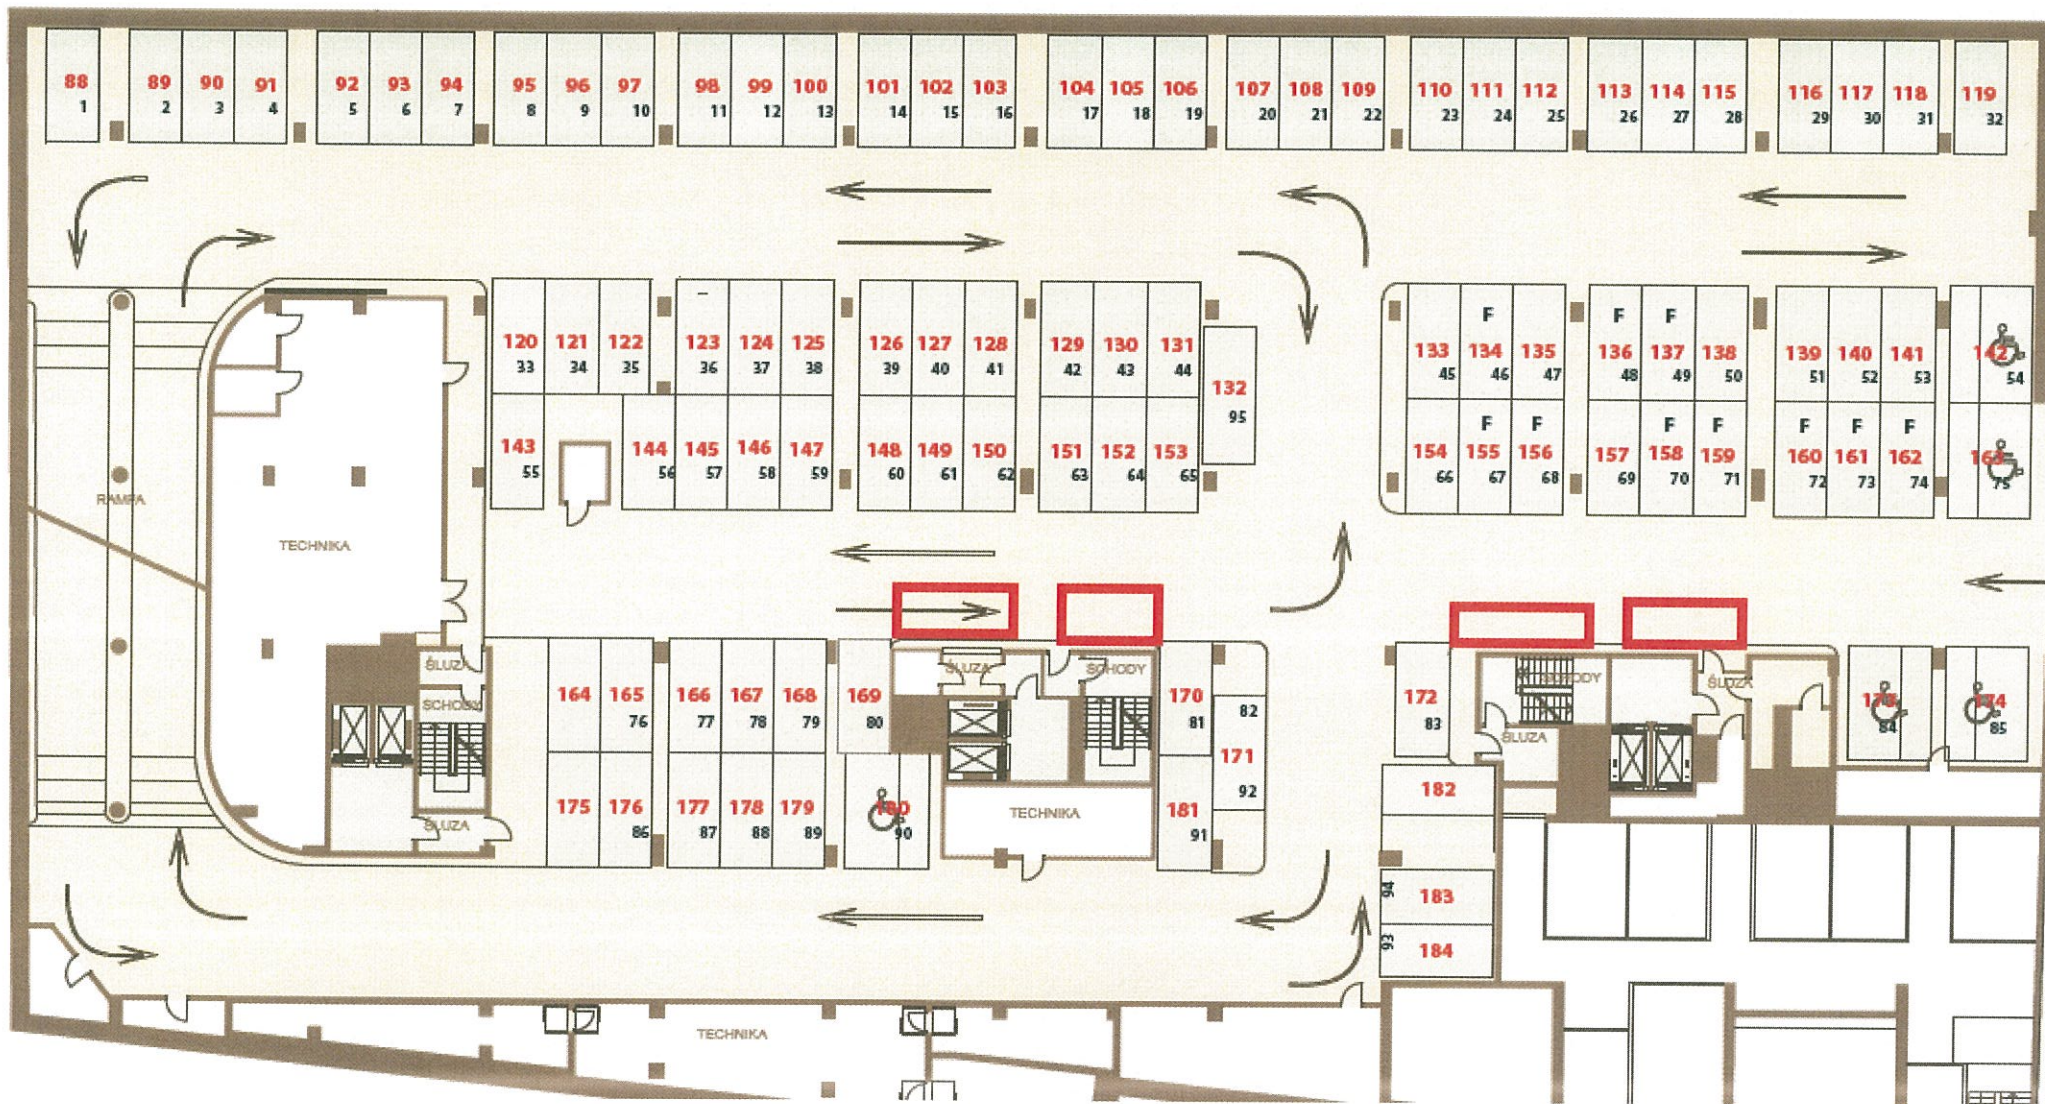 88 89 90 91 92 93 94 95 96 97 98 99 100 101 102 103 104 105 106 107 108 109 110 111 112 113 114 115 116 117 118 119
1 2 3 4 5 6 7 8 9 10 11 12 13 14 15 16 17 18 19 20 21 22 23 24 25 26 27 28 29 30 31 32
F F F
120 121 122 123 124 125 126 127 128 129 130 131 133 134 135 136 137 138 139 140 141 142
33 34 35 36 37 38 39 40 41 42 43 44 45 46 47 48 49 50 51 52 53 54
132
95
F F F F F F F
143 144 145 146 147 148 149 150 151 152 153 154 155 156 157 158 159 160 161 162 163
55 56 57 58 59 60 61 62 63 64 65 66 67 68 69 70 71 72 73 74 75
RAMPA
TECHNIKA
ŠLUZA ŠLUZA SCHODY SCHODY ŠLUZA
164 165 166 167 168 169 170 172 173 174
76 77 78 79 80 81 82 83 84 85
SCHODY
ŠLUZA
171
92
182
175 176 177 178 179 180 181
86 87 88 89 90 91
TECHNIKA
ŠLUZA
94 183
93 184
TECHNIKA